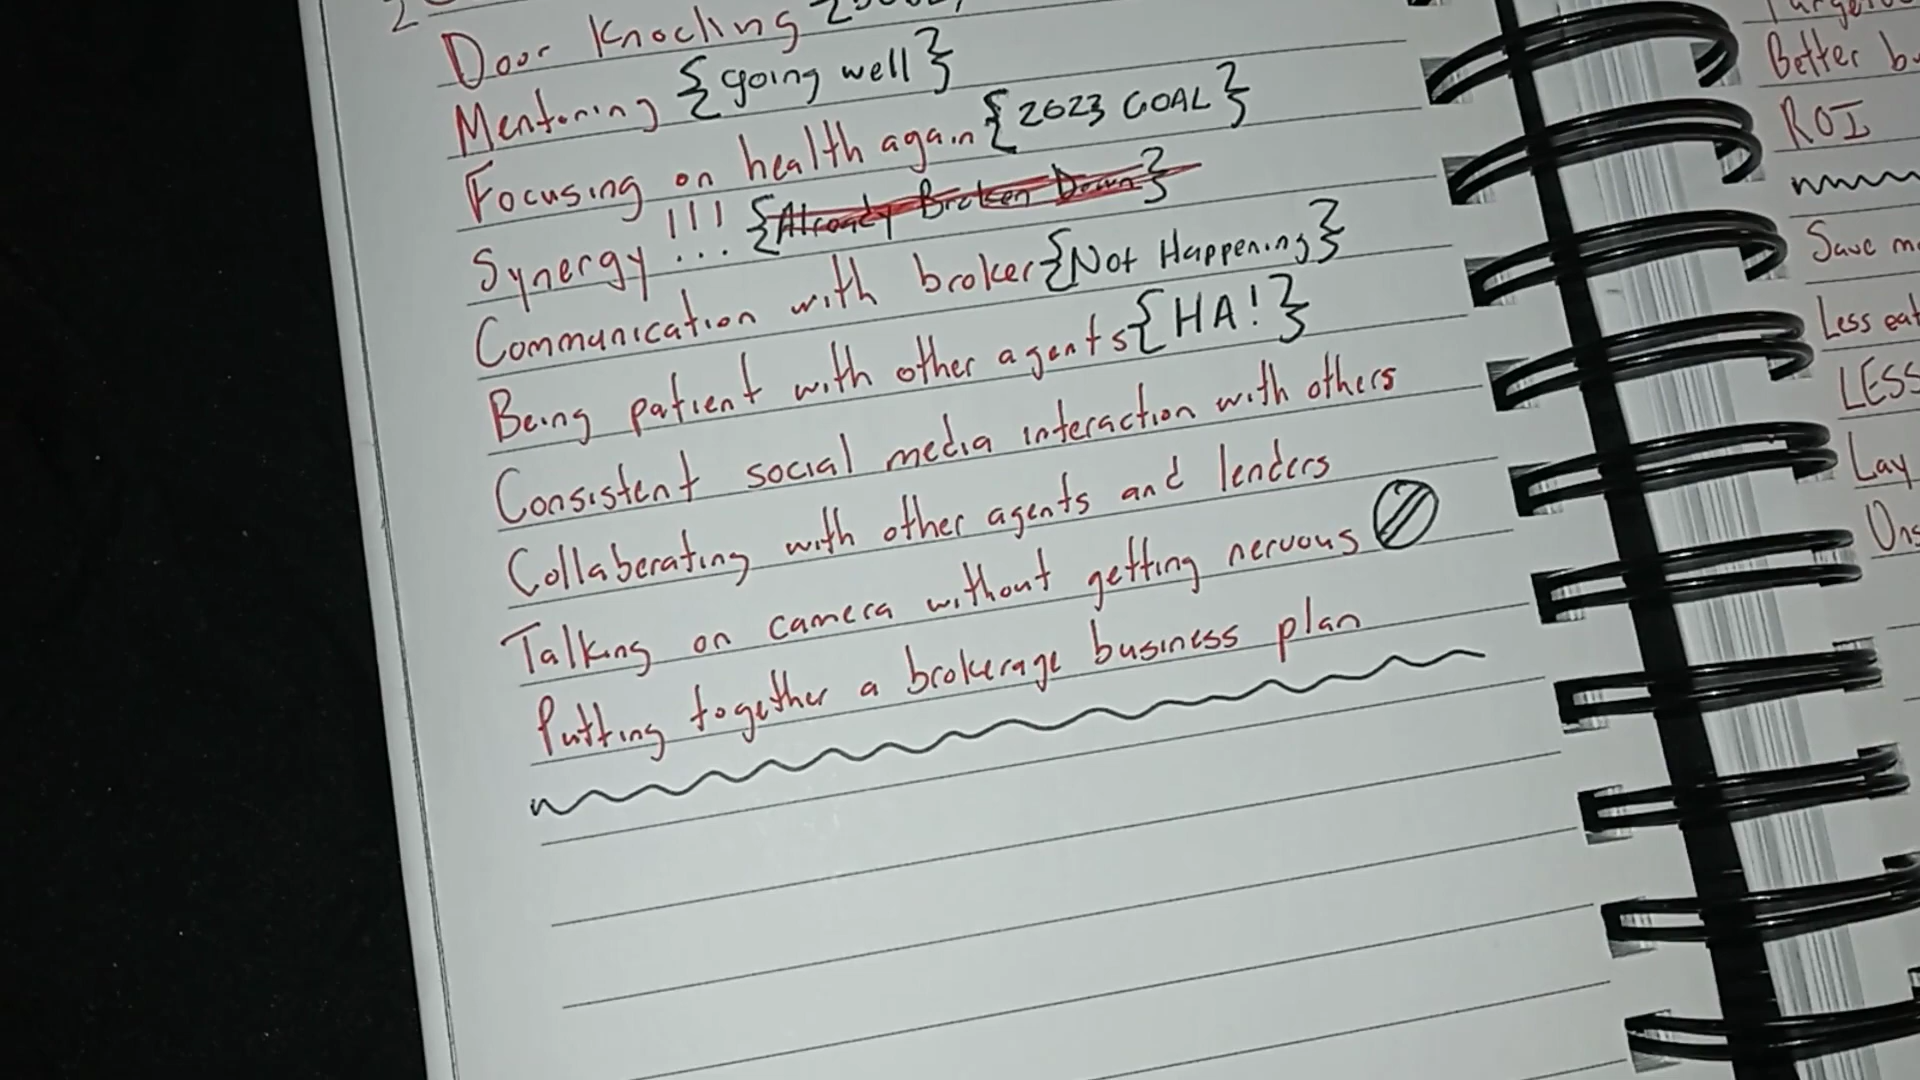 2
Door Knocking
Mentoring {going well}
Focusing on health again {2023 GOAL}
Synergy!!! {Already Broken Down}
Communication with broker {Not Happening}
Being patient with other agents {HA!}
Consistent social media interaction with others
Collaberating with other agents and lenders
Talking on camera without getting nervous
Putting together a brokerage business plan
Better
ROI
Save
Less
LESS
Lay